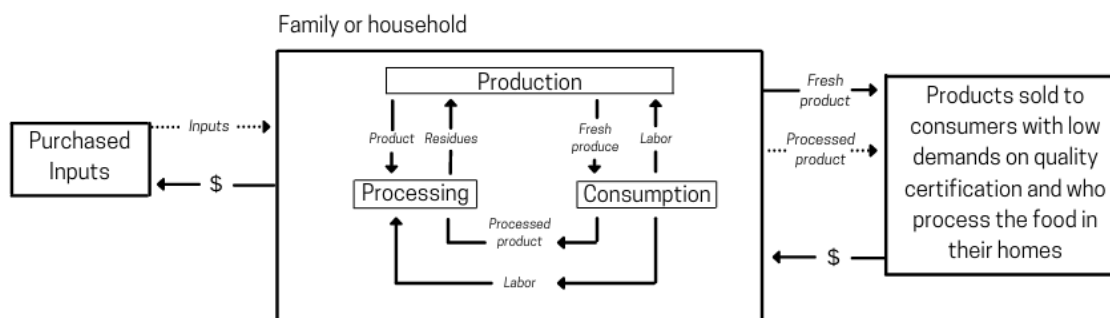 Family or household
Production
Fresh
product
Products sold to
consumers with low
demands on quality
certification and who
process the food in
their homes
Inputs
Purchased
Inputs
Product
Residues
Fresh
produce
Labor
Processed
product
$
Processing
Consumption
Processed
product
$
Labor